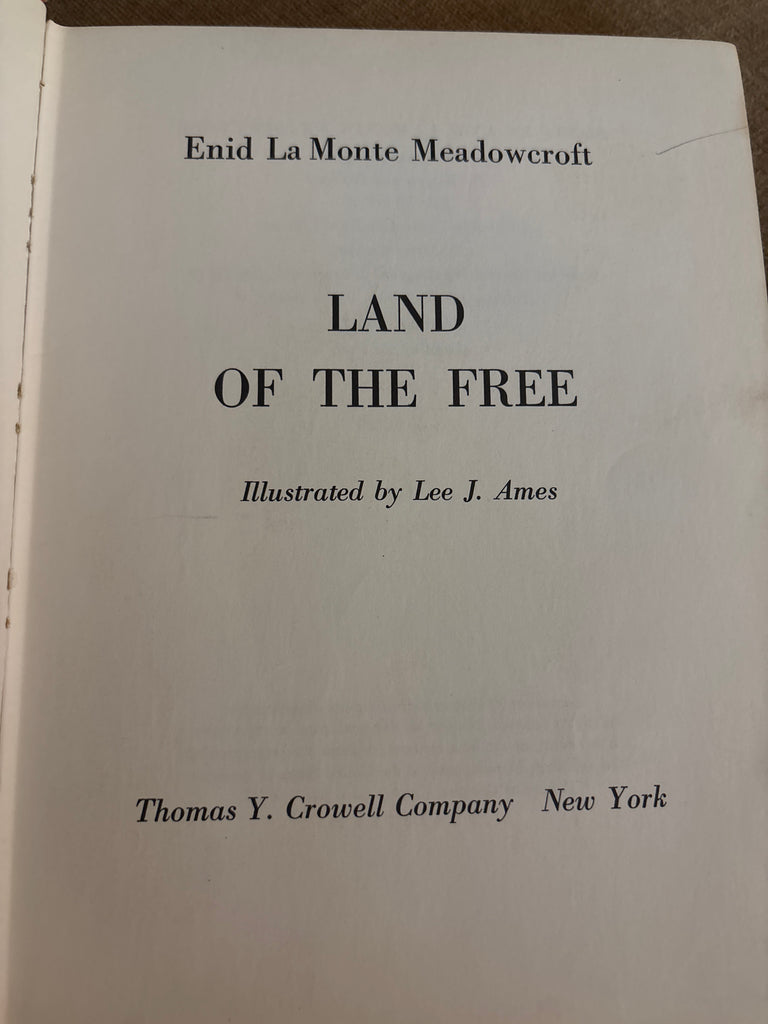 Enid La Monte Meadowcroft
LAND
OF THE FREE
Illustrated by Lee J. Ames
Thomas Y. Crowell Company New York